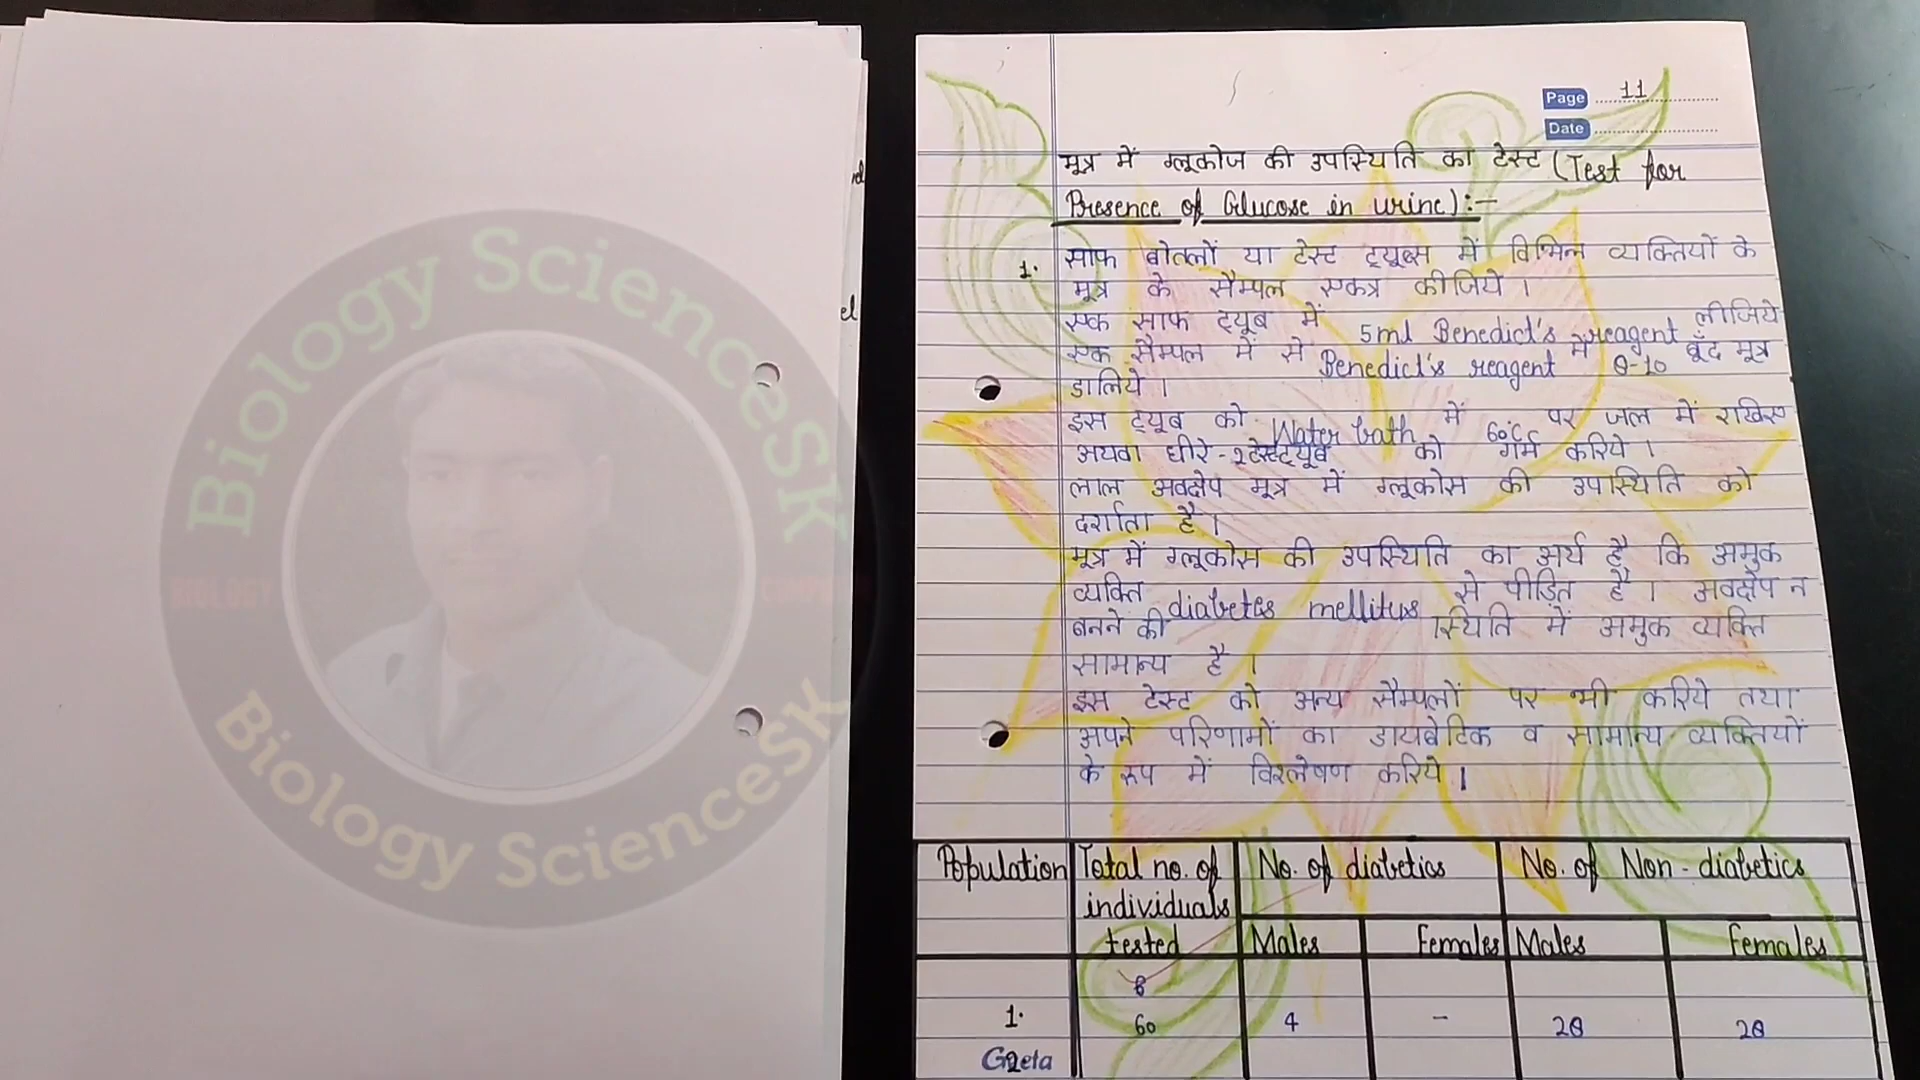 Biology ScienceSK
BIOLOGY
Biology ScienceSK
el
Page 11
Date
मूत्र में ग्लूकोज की उपस्थिति का टेस्ट (Test for
Presence of Glucose in urine):-
1. साफ बोतलों या टेस्ट ट्यूब्स में विभिन्न व्यक्तियों के
मूत्र के सैम्पल एकत्र कीजिये ।
एक साफ ट्यूब में 5ml Benedict's reagent लीजिये
एक सैम्पल में से Benedict's reagent में 8-10 बूँद मूत्र
डालिये ।
इस ट्यूब को Water bath में 60°C पर जल में राखिए
अथवा धीरे-2 टेस्टट्यूब को गर्म करिये ।
लाल अवक्षेप मूत्र में ग्लूकोस की उपस्थिति को
दर्शाता है ।
मूत्र में ग्लूकोस की उपस्थिति का अर्थ है कि अमुक
व्यक्ति diabetes mellitus से पीड़ित है । अवक्षेप न
बनने की स्थिति में अमुक व्यक्ति
सामान्य है ।
इस टेस्ट को अन्य सैम्पलों पर भी करिये तथा
अपने परिणामों का डायबेटिक व सामान्य व्यक्तियों
के रूप में विश्लेषण करिये ।
Population Total no. of individuals tested No. of diabetics No. of Non-diabetics
Males Females Males Females
8
1. 60 4 - 28 28
Geeta